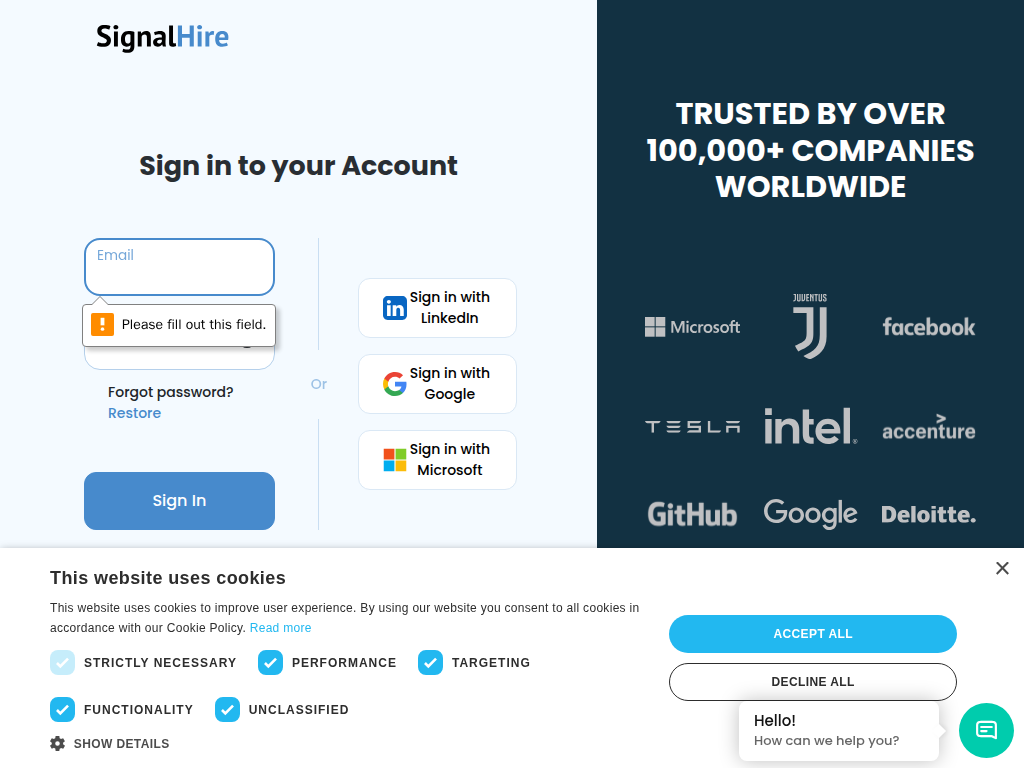 SignalHire
Sign in to your Account
Email
Please fill out this field.
Forgot password?
Restore
Sign In
Or
Sign in with
LinkedIn
Sign in with
Google
Sign in with
Microsoft
TRUSTED BY OVER
100,000+ COMPANIES
WORLDWIDE
Microsoft
JUVENTUS
facebook
TESLA
intel
accenture
GitHub
Google
Deloitte.
This website uses cookies
This website uses cookies to improve user experience. By using our website you consent to all cookies in
accordance with our Cookie Policy. Read more
STRICTLY NECESSARY
PERFORMANCE
TARGETING
FUNCTIONALITY
UNCLASSIFIED
SHOW DETAILS
ACCEPT ALL
DECLINE ALL
Hello!
How can we help you?